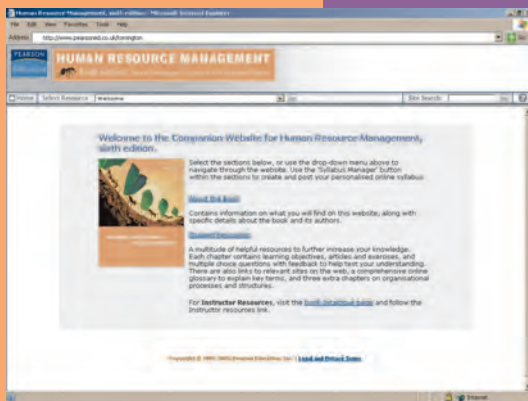 Human Resource Management, sixth edition - Microsoft Internet Explorer
File Edit View Favorites Tools Help
Address http://www.pearsoned.co.uk/torrington
PEARSON
Education
HUMAN RESOURCE MANAGEMENT
Home Select Resource Welcome Go Site Search: Go
Welcome to the Companion Website for Human Resource Management,
sixth edition.
Select the sections below, or use the drop-down menu above to
navigate through the website. Use the 'Syllabus Manager' button
within the sections to create and post your personalised online syllabus
About the Book
Contains information on what you will find on this website, along with
specific details about the book and its authors.
Student Resources
A multitude of helpful resources to further increase your knowledge.
Each chapter contains learning objectives, articles and exercises, and
multiple choice questions with feedback to help test your understanding.
There are also links to relevant sites on the web, a comprehensive online
glossary to explain key terms, and three extra chapters on organisational
processes and structures.
For Instructor Resources, visit the book catalogue page and follow the
Instructor resources link.
Legal and Privacy Terms
Internet